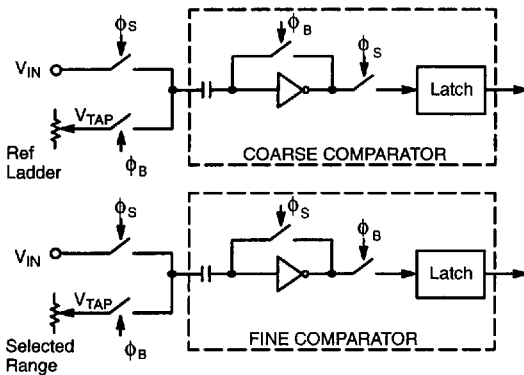 ϕS
ϕB
ϕS
VIN
VTAP
Latch
Ref
Ladder
ϕB
COARSE COMPARATOR
ϕS
ϕS
ϕB
VIN
VTAP
Latch
Selected
Range
ϕB
FINE COMPARATOR